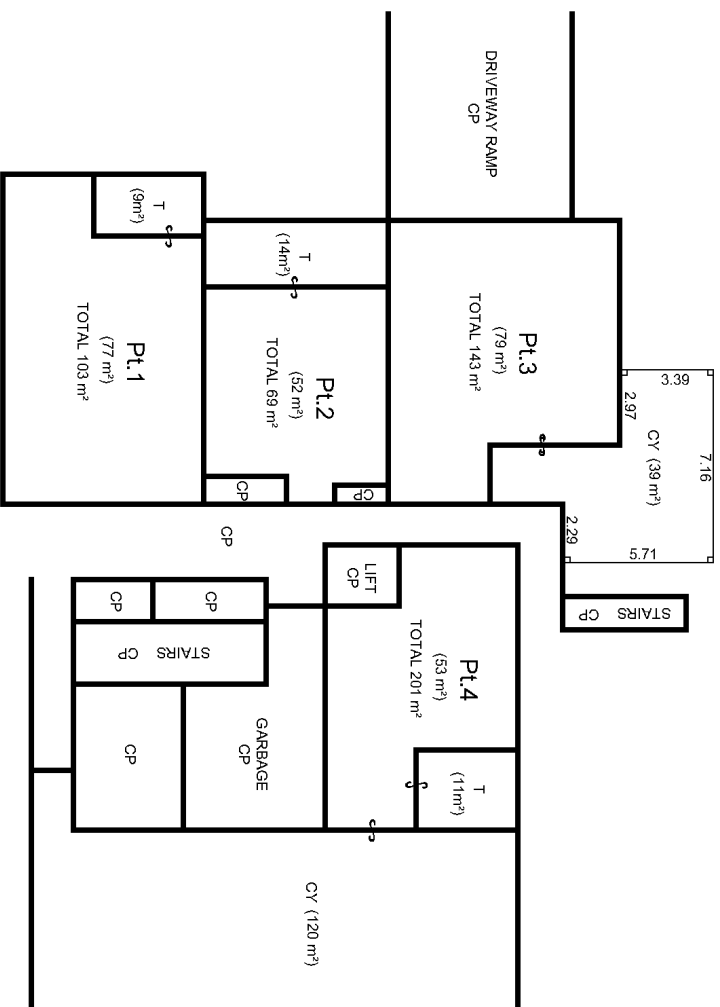 DRIVEWAY RAMP
CP
T
(9m²)
T
(14m²)
Pt.1
(77 m²)
TOTAL 103 m²
Pt.2
(52 m²)
TOTAL 69 m²
Pt.3
(79 m²)
TOTAL 143 m²
3.39
2.97
7.16
CY (39 m²)
2.29
5.71
CP
CP
CP
STAIRS CP
LIFT
CP
Pt.4
(53 m²)
TOTAL 201 m²
T
(11m²)
CP
CP
STAIRS CP
CP
GARBAGE
CP
CY (120 m²)